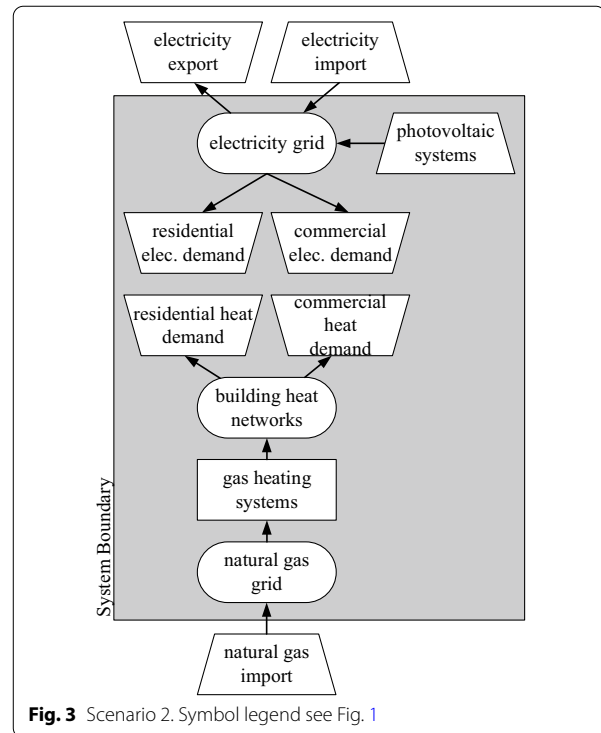 electricity
export
electricity
import
electricity grid
photovoltaic
systems
residential
elec. demand
commercial
elec. demand
residential heat
demand
commercial
heat
demand
building heat
networks
gas heating
systems
natural gas
grid
System Boundary
natural gas
import
Fig. 3 Scenario 2. Symbol legend see Fig. 1